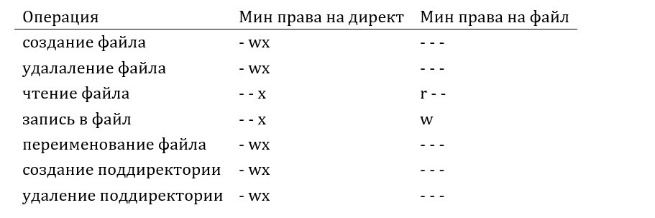 Операция Мин права на директ Мин права на файл
создание файла - wx - - -
удалаление файла - wx - - -
чтение файла - - x r - -
запись в файл - - x w
переименование файла - wx - - -
создание поддиректории - wx - - -
удаление поддиректории - wx - - -